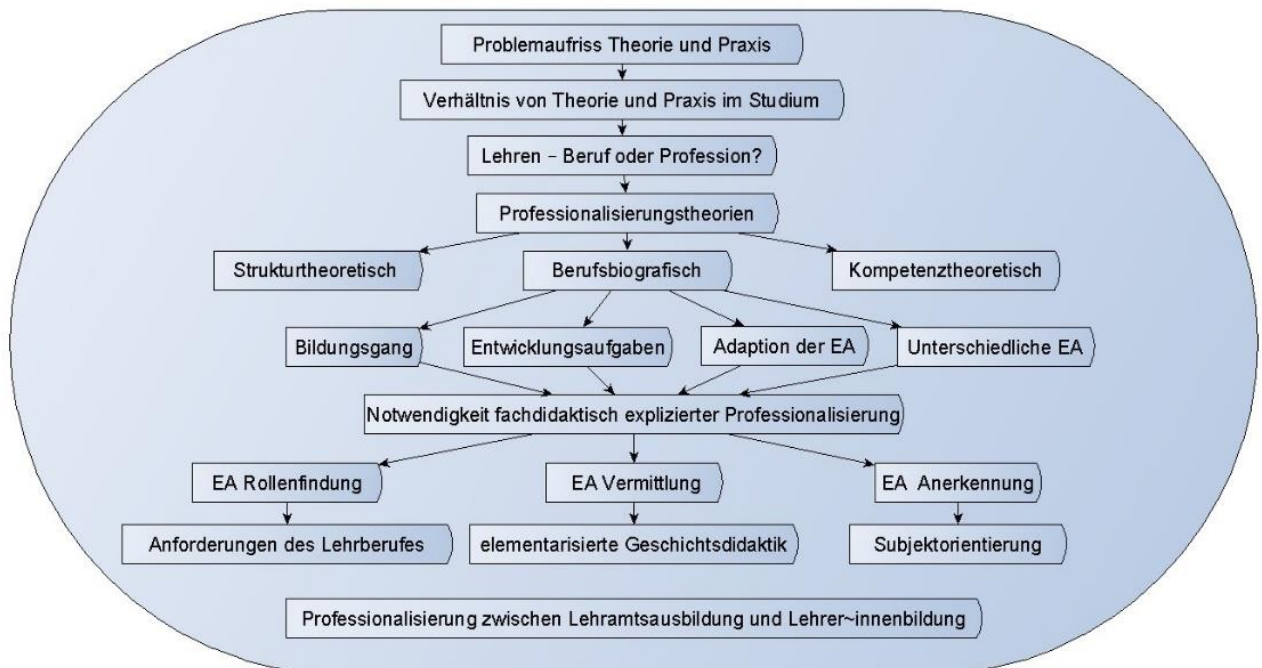 Problemaufriss Theorie und Praxis
Verhältnis von Theorie und Praxis im Studium
Lehren – Beruf oder Profession?
Professionalisierungstheorien
Strukturtheoretisch
Berufsbiografisch
Kompetenztheoretisch
Bildungsgang
Entwicklungsaufgaben
Adaption der EA
Unterschiedliche EA
Notwendigkeit fachdidaktisch explizierter Professionalisierung
EA Rollenfindung
EA Vermittlung
EA Anerkennung
Anforderungen des Lehrberufes
elementarisierte Geschichtsdidaktik
Subjektorientierung
Professionalisierung zwischen Lehramtsausbildung und Lehrer~innenbildung